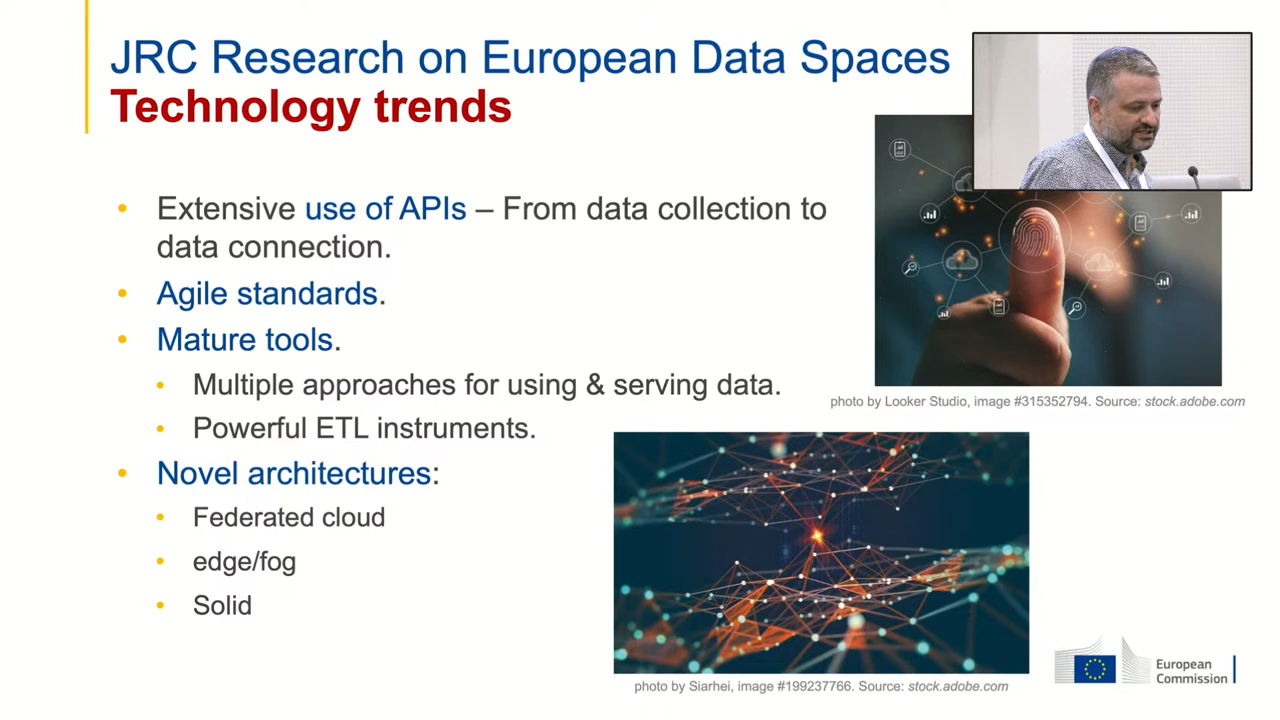 JRC Research on European Data Spaces
Technology trends
• Extensive use of APIs – From data collection to
data connection.
• Agile standards.
• Mature tools.
• Multiple approaches for using & serving data.
• Powerful ETL instruments.
• Novel architectures:
• Federated cloud
• edge/fog
• Solid
photo by Looker Studio, image #315352794. Source: stock.adobe.com
photo by Siarhei, image #199237766. Source: stock.adobe.com
European
Commission